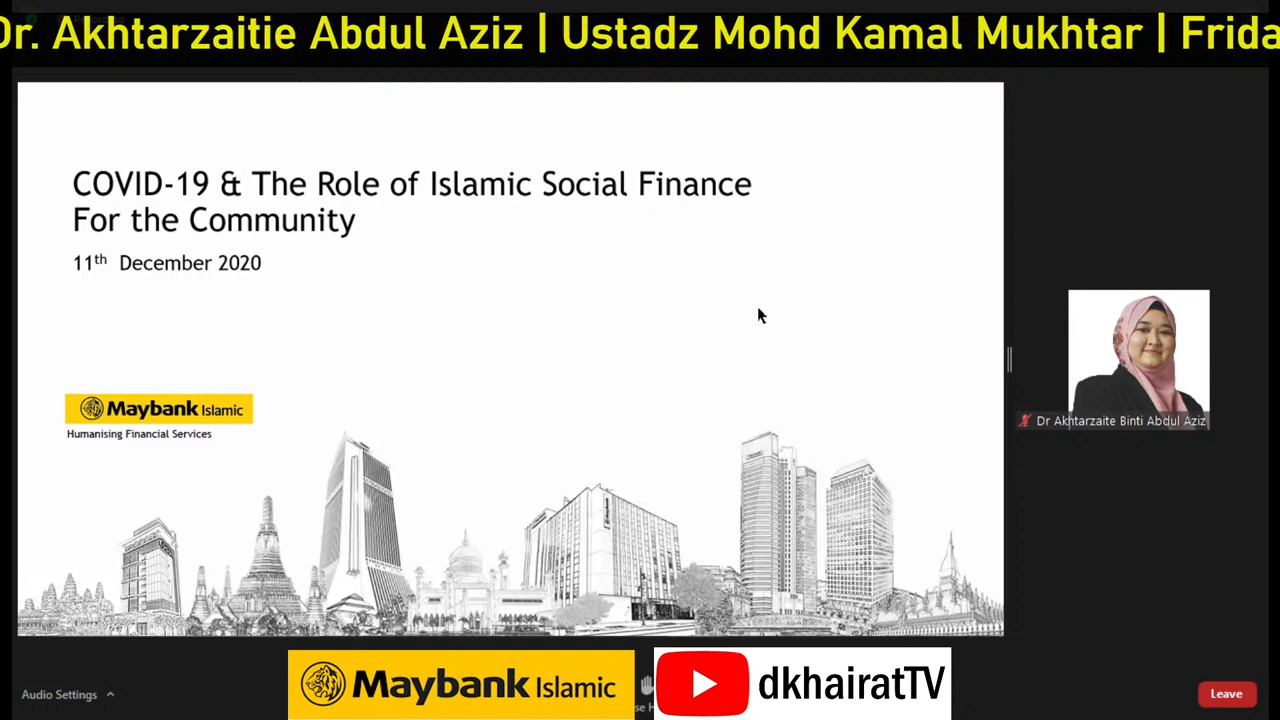 Dr. Akhtarzaitie Abdul Aziz | Ustadz Mohd Kamal Mukhtar | Frida
COVID-19 & The Role of Islamic Social Finance
For the Community
11th December 2020
Maybank Islamic
Humanising Financial Services
Dr Akhtarzaite Binti Abdul Aziz
Audio Settings
Maybank Islamic
dkhairatTV
Leave